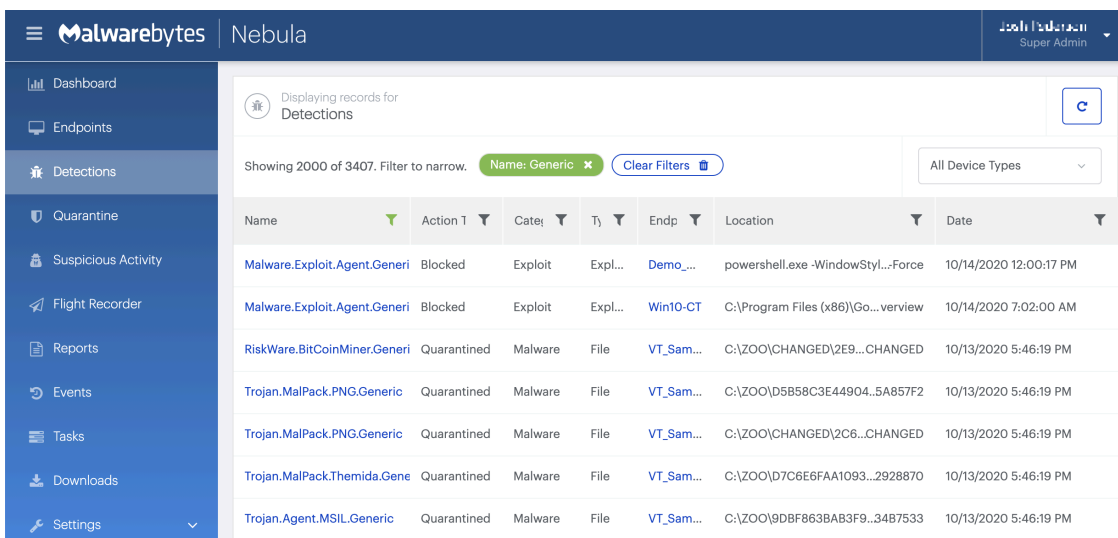 Malwarebytes Nebula
Super Admin
Dashboard
Endpoints
Detections
Quarantine
Suspicious Activity
Flight Recorder
Reports
Events
Tasks
Downloads
Settings
Displaying records for
Detections
Showing 2000 of 3407. Filter to narrow. Name: Generic Clear Filters All Device Types
Name Action T Categ Ty Endp Location Date
Malware.Exploit.Agent.Generi Blocked Exploit Expl... Demo_... powershell.exe -WindowStyl...-Force 10/14/2020 12:00:17 PM
Malware.Exploit.Agent.Generi Blocked Exploit Expl... Win10-CT C:\Program Files (x86)\Go...verview 10/14/2020 7:02:00 AM
RiskWare.BitCoinMiner.Generi Quarantined Malware File VT_Sam... C:\ZOO\CHANGED\2E9...CHANGED 10/13/2020 5:46:19 PM
Trojan.MalPack.PNG.Generic Quarantined Malware File VT_Sam... C:\ZOO\D5B58C3E44904..5A857F2 10/13/2020 5:46:19 PM
Trojan.MalPack.PNG.Generic Quarantined Malware File VT_Sam... C:\ZOO\CHANGED\2C6...CHANGED 10/13/2020 5:46:19 PM
Trojan.MalPack.Themida.Gene Quarantined Malware File VT_Sam... C:\ZOO\D7C6E6FAA1093...2928870 10/13/2020 5:46:19 PM
Trojan.Agent.MSIL.Generic Quarantined Malware File VT_Sam... C:\ZOO\9DBF863BAB3F9..34B7533 10/13/2020 5:46:19 PM